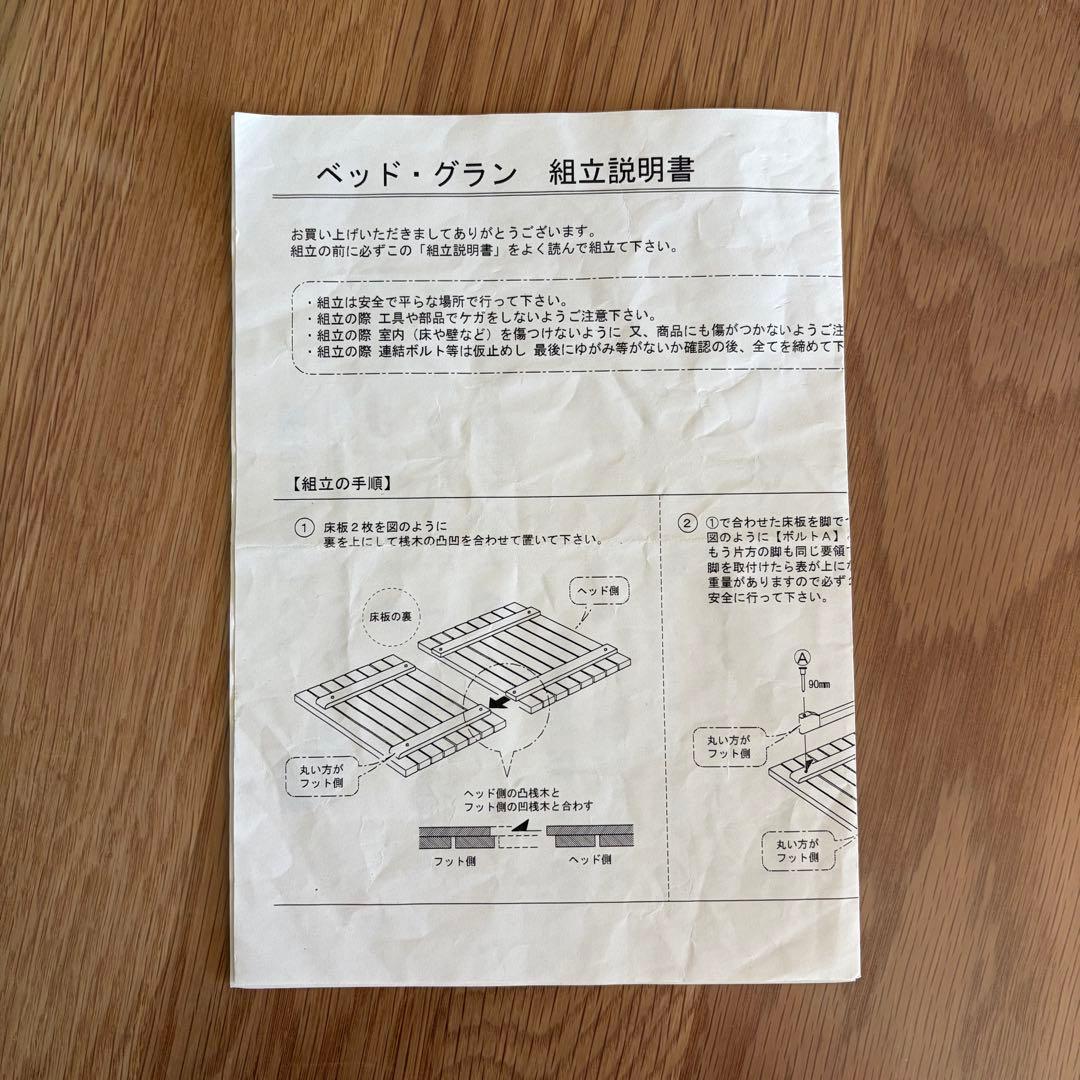 ベッド・グラン 組立説明書
お買い上げいただきましてありがとうございます。
組立の前に必ずこの「組立説明書」をよく読んで組立て下さい。
・組立は安全で平らな場所で行って下さい。
・組立の際 工具や部品でケガをしないようご注意下さい。
・組立の際 室内（床や壁など）を傷つけないように 又、商品にも傷がつかないようご注
・組立の際 連結ボルト等は仮止めし 最後にゆがみ等がないか確認の後、全てを締めて下
【組立の手順】
① 床板２枚を図のように
裏を上にして桟木の凸凹を合わせて置いて下さい。
床板の裏
ヘッド側
丸い方が
フット側
ヘッド側の凸桟木と
フット側の凹桟木と合わす
フット側
ヘッド側
② ①で合わせた床板を脚で
図のように【ボルトＡ】
もう片方の脚も同じ要領
脚を取付けたら表が上に
重量がありますので必ず
安全に行って下さい。
A
90mm
丸い方が
フット側
丸い方が
フット側